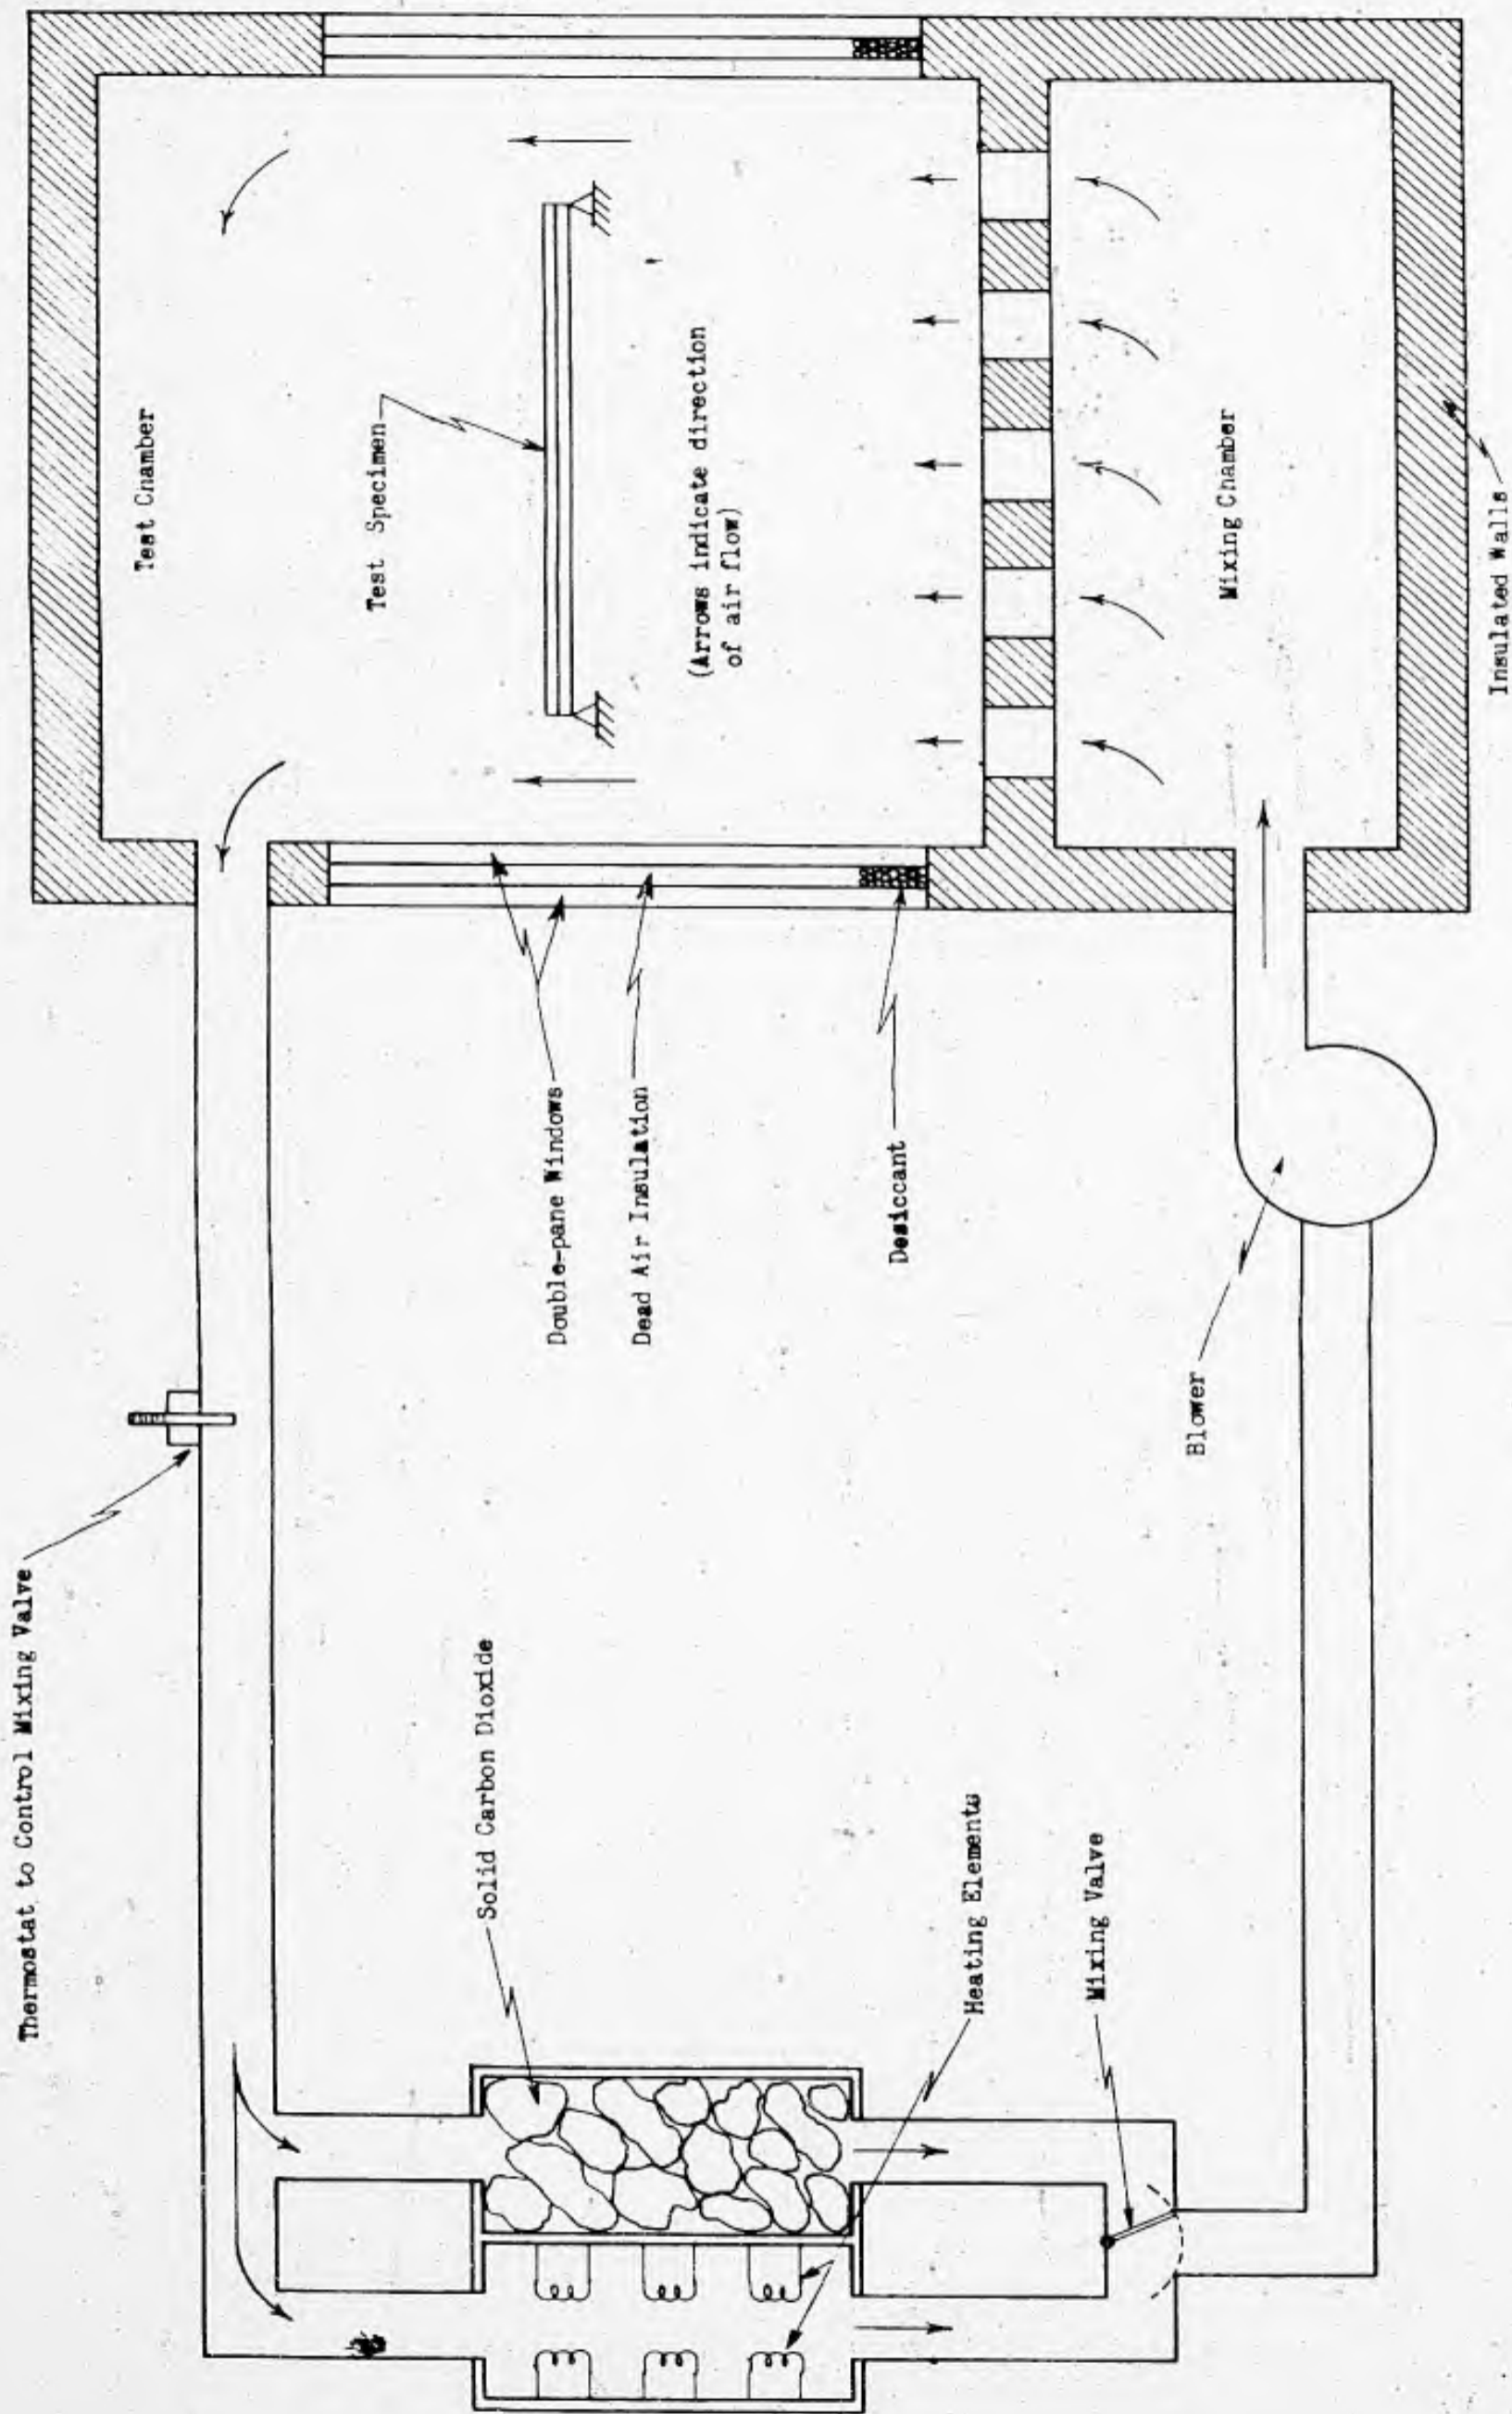 Thermostat to Control Mixing Valve
Test Chamber
Test Specimen
(Arrows indicate direction
of air flow)
Double-pane Windows
Dead Air Insulation
Desiccant
Solid Carbon Dioxide
Heating Elements
Mixing Valve
Blower
Mixing Chamber
Insulated Walls